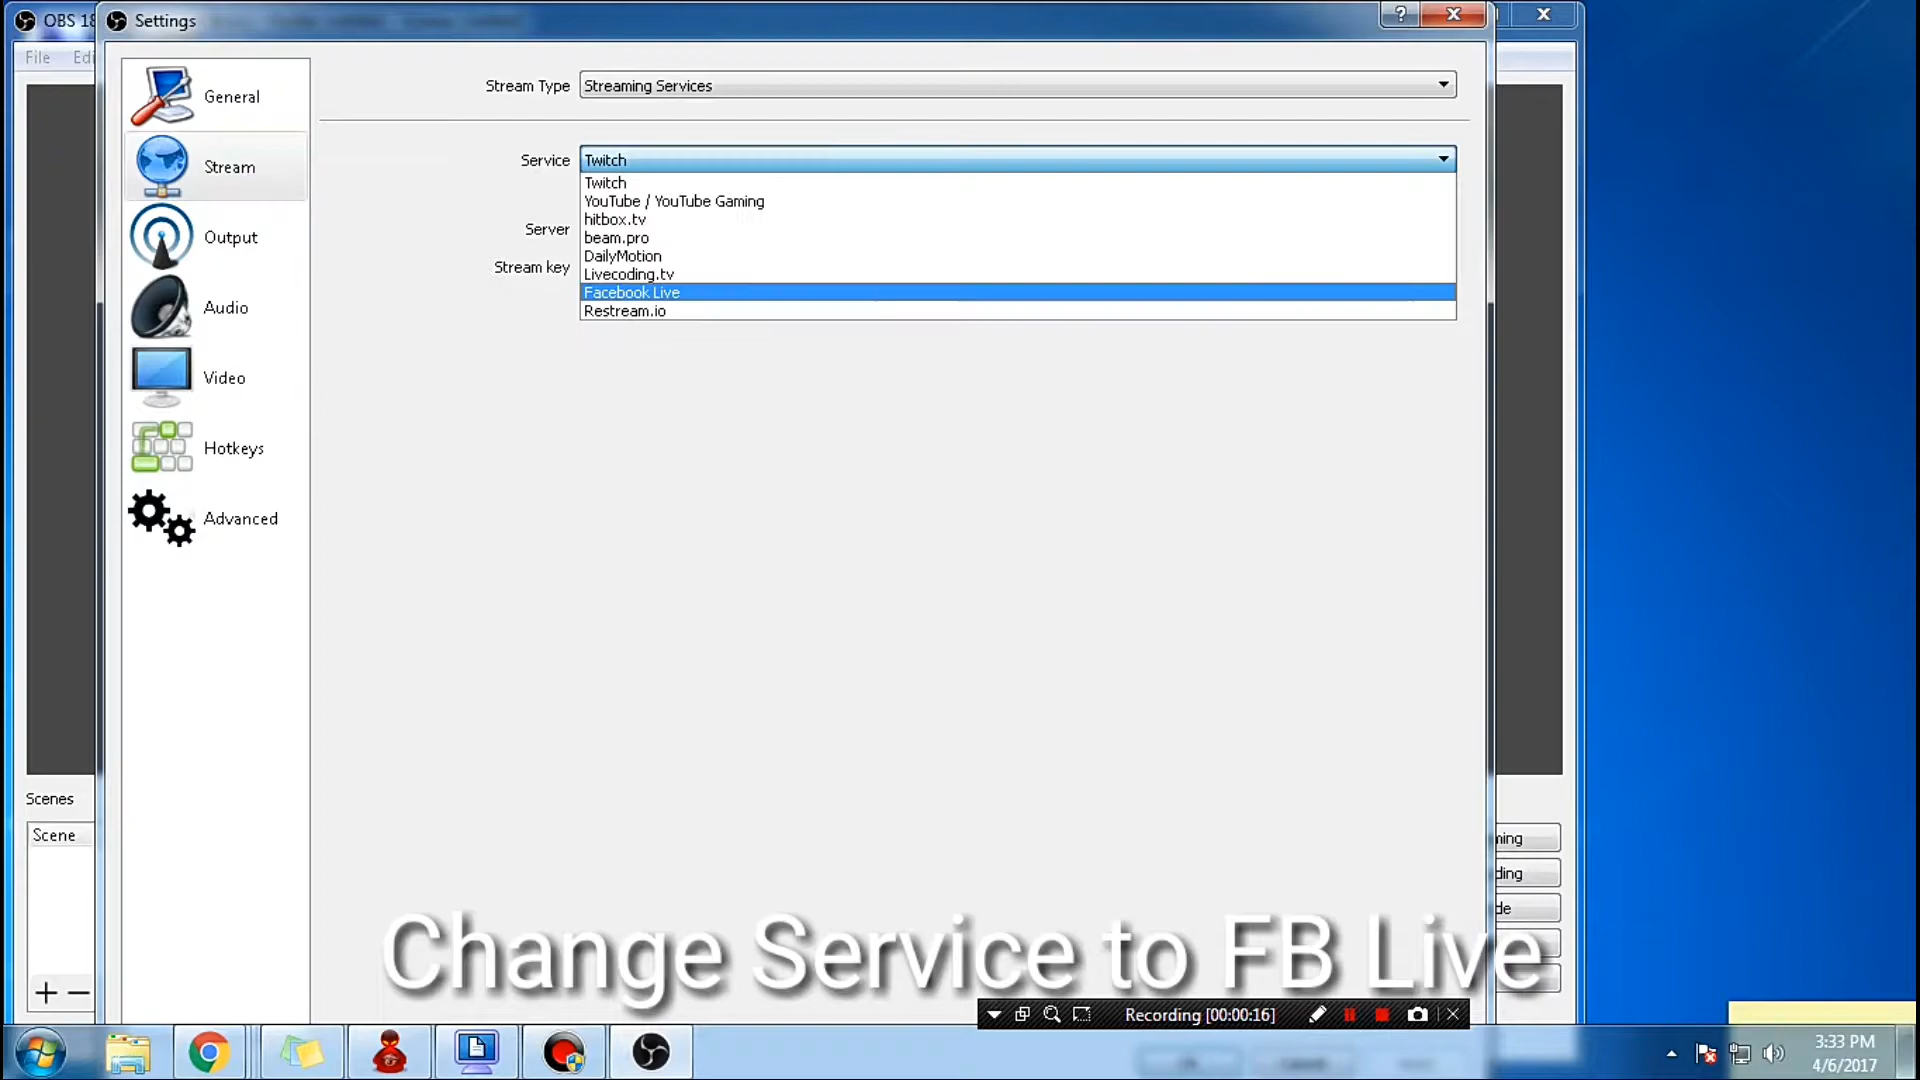 OBS 18
Settings
?
File Edi
General
Stream
Output
Audio
Video
Hotkeys
Advanced
Stream Type Streaming Services
Service Twitch
Twitch
YouTube / YouTube Gaming
hitbox.tv
beam.pro
DailyMotion
Livecoding.tv
Facebook Live
Restream.io
Server
Stream key
Scenes
Scene
ming
ding
de
Change Service to FB Live
Recording [00:00:16]
3:33 PM
4/6/2017